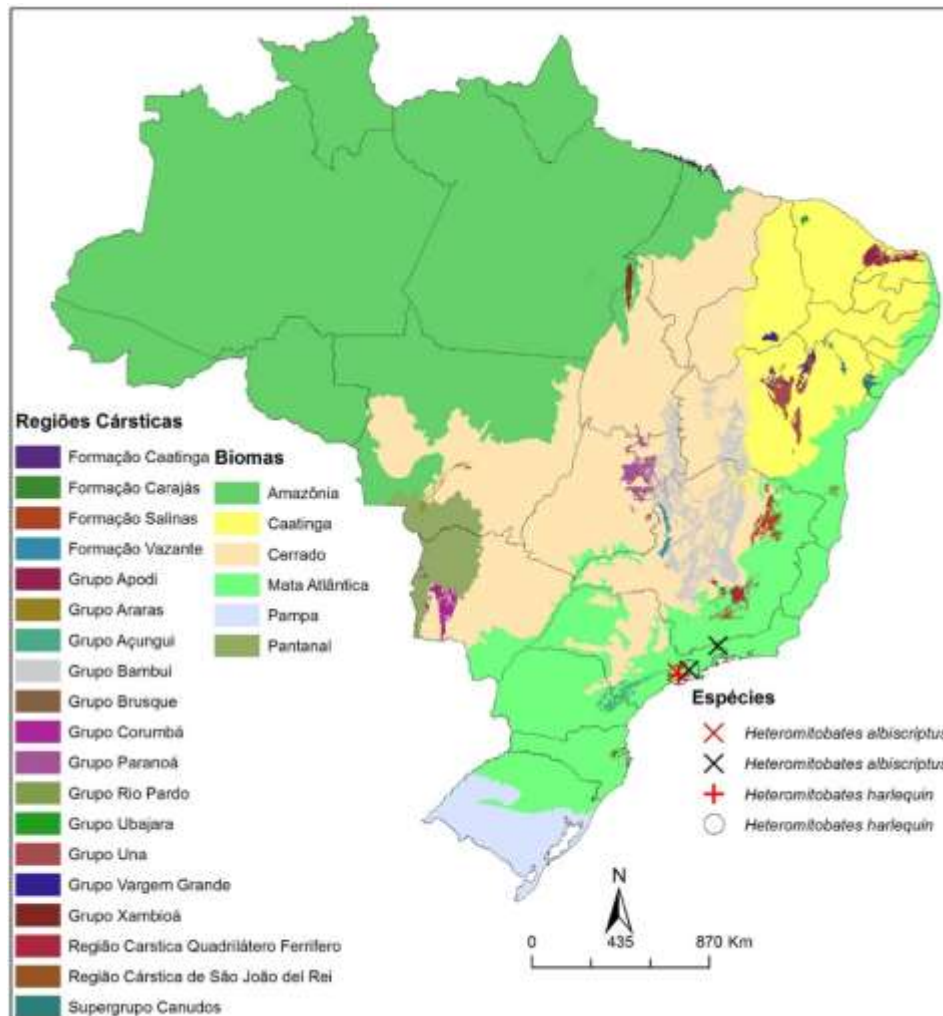 Regiões Cársticas
Formação Caatinga
Formação Carajás
Formação Salinas
Formação Vazante
Grupo Apodi
Grupo Araras
Grupo Açungui
Grupo Bambuí
Grupo Brusque
Grupo Corumbá
Grupo Paranoá
Grupo Rio Pardo
Grupo Ubajara
Grupo Una
Grupo Vargem Grande
Grupo Xambioá
Região Carstica Quadrilátero Ferrífero
Região Cárstica de São João del Rei
Supergrupo Canudos
Biomas
Amazônia
Caatinga
Cerrado
Mata Atlântica
Pampa
Pantanal
Espécies
Heteromitobates albiscriptus
Heteromitobates albiscriptus
Heteromitobates harlequin
Heteromitobates harlequin
N
0 435 870 Km